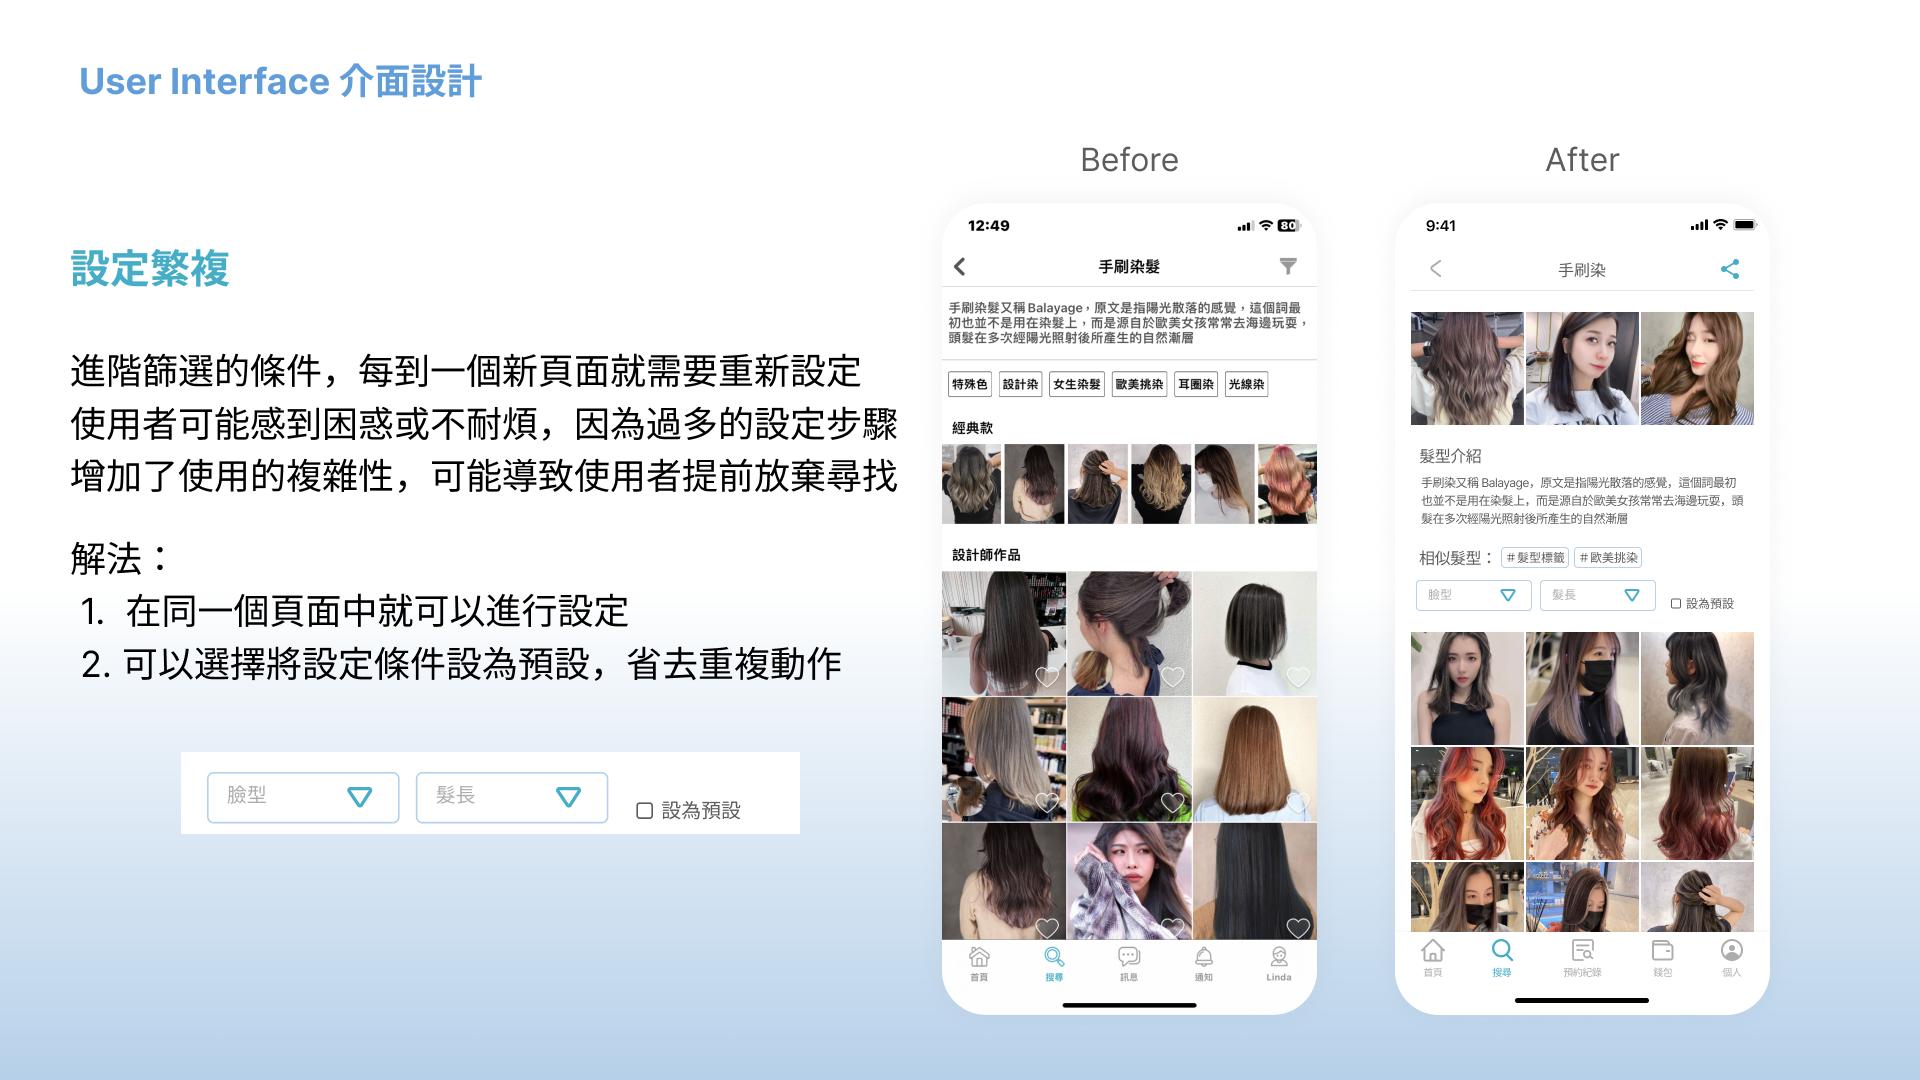 User Interface 介面設計
設定繁複
進階篩選的條件，每到一個新頁面就需要重新設定
使用者可能感到困惑或不耐煩，因為過多的設定步驟
增加了使用的複雜性，可能導致使用者提前放棄尋找
解法：
1. 在同一個頁面中就可以進行設定
2. 可以選擇將設定條件設為預設，省去重複動作
臉型 髮長 設為預設
Before
12:49 80
手刷染髮
手刷染髮又稱 Balayage，原文是指陽光散落的感覺，這個詞最
初也並不是用在染髮上，而是源自於歐美女孩常常去海邊玩耍，
頭髮在多次經陽光照射後所產生的自然漸層
特殊色 設計染 女生染髮 歐美挑染 耳圈染 光線染
經典款
設計師作品
首頁 搜尋 訊息 通知 Linda
After
9:41
手刷染
髮型介紹
手刷染又稱 Balayage，原文是指陽光散落的感覺，這個詞最初
也並不是用在染髮上，而是源自於歐美女孩常常去海邊玩耍，頭
髮在多次經陽光照射後所產生的自然漸層
相似髮型： #髮型標籤 #歐美挑染
臉型 髮長 設為預設
首頁 搜尋 預約紀錄 錢包 個人